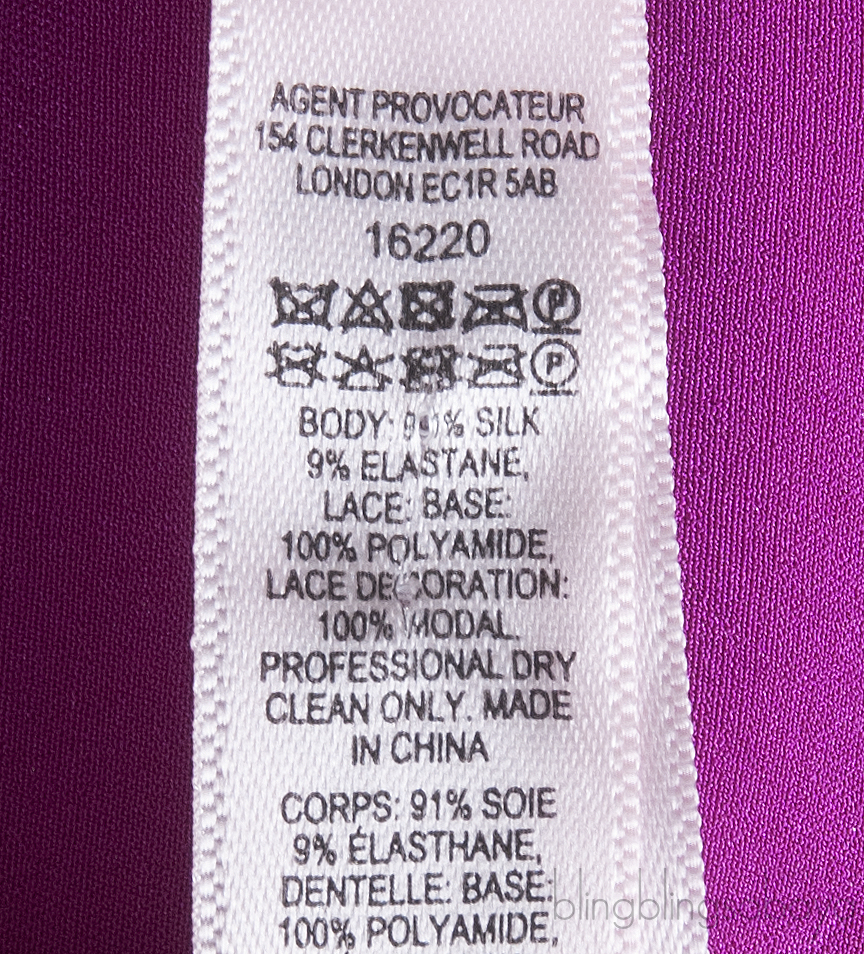 AGENT PROVOCATEUR
154 CLERKENWELL ROAD
LONDON EC1R 5AB
16220
P
P
BODY: 91% SILK
9% ELASTANE,
LACE: BASE:
100% POLYAMIDE,
LACE DECORATION:
100% MODAL.
PROFESSIONAL DRY
CLEAN ONLY. MADE
IN CHINA
CORPS: 91% SOIE
9% ÉLASTHANE,
DENTELLE: BASE:
100% POLYAMIDE,